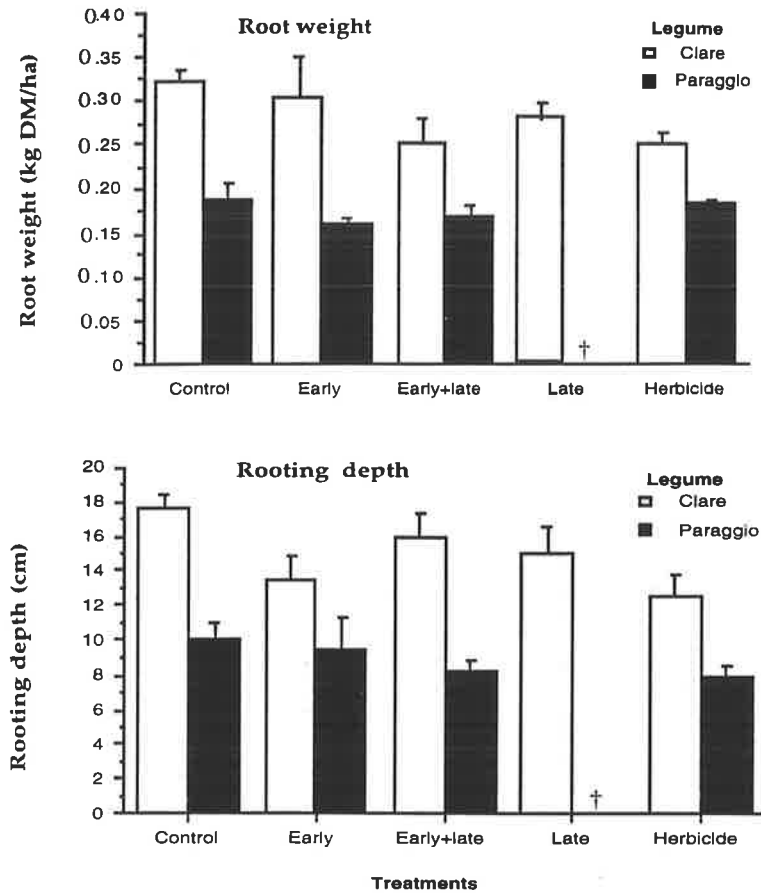 Root weight
Legume
Clare
Paraggio
Root weight (kg DM/ha)
0.40
0.35
0.30
0.25
0.20
0.15
0.10
0.05
0
†
Control Early Early+late Late Herbicide
Rooting depth
Legume
Clare
Paraggio
Rooting depth (cm)
20
18
16
14
12
10
8
6
4
2
0
†
Control Early Early+late Late Herbicide
Treatments